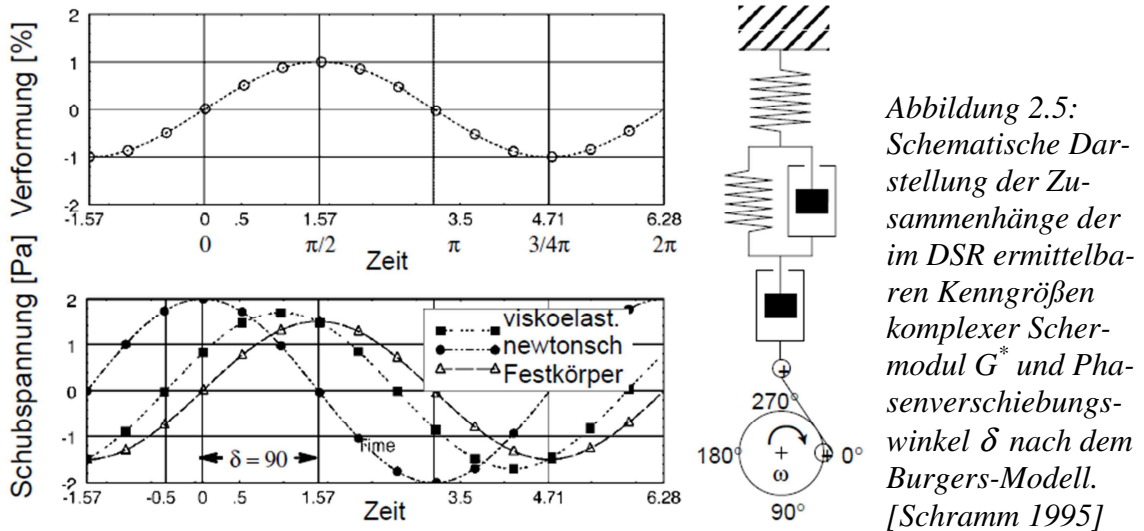 Verformung [%]
2
1
0
-1
-2
-1.57 0 .5 1.57 3.5 4.71 6.28
0 π/2 π 3/4π 2π
Zeit
Schubspannung [Pa]
2
1
0
-1
-2
viskoelast.
newtonsch
Festkörper
Time
δ = 90
-1.57 -0.5 0 .5 1.57 3.5 4.71 6.28
Zeit
+
270°
180° + + 0°
ω
90°
Abbildung 2.5:
Schematische Dar-
stellung der Zu-
sammenhänge der
im DSR ermittelba-
ren Kenngrößen
komplexer Scher-
modul G* und Pha-
senverschiebungs-
winkel δ nach dem
Burgers-Modell.
[Schramm 1995]